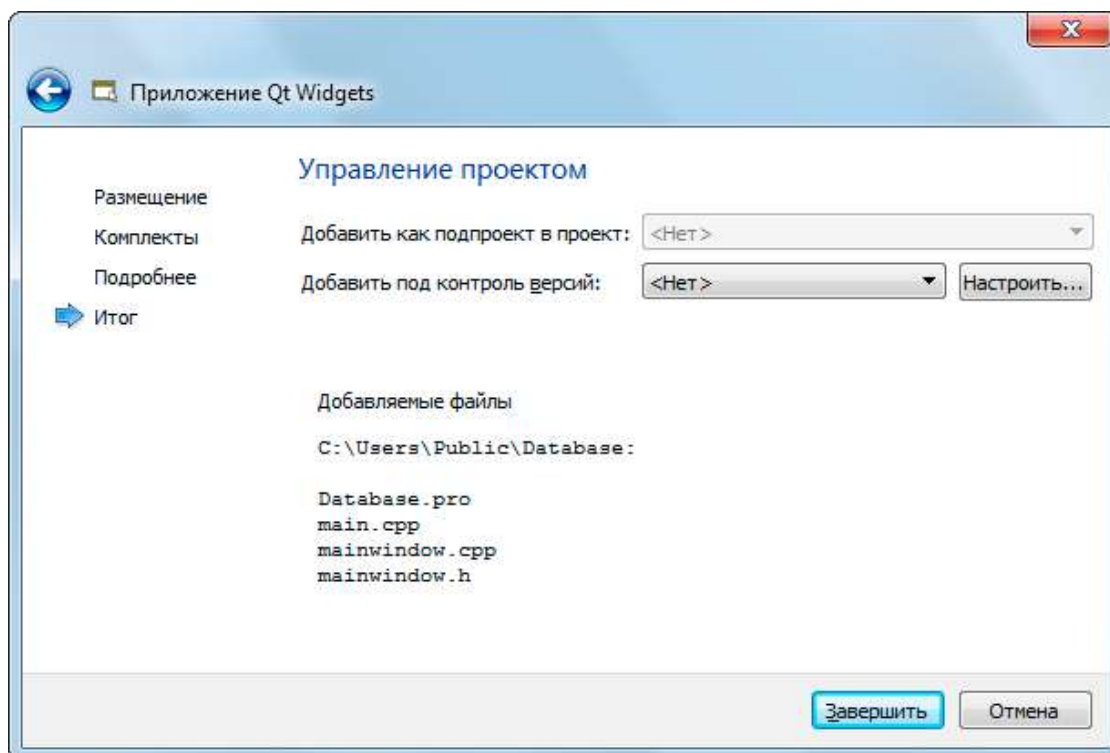 Приложение Qt Widgets
Размещение
Комплекты
Подробнее
Итог
Управление проектом
Добавить как подпроект в проект: <Нет>
Добавить под контроль версий: <Нет> Настроить...
Добавляемые файлы
C:\Users\Public\Database:
Database.pro
main.cpp
mainwindow.cpp
mainwindow.h
Завершить Отмена